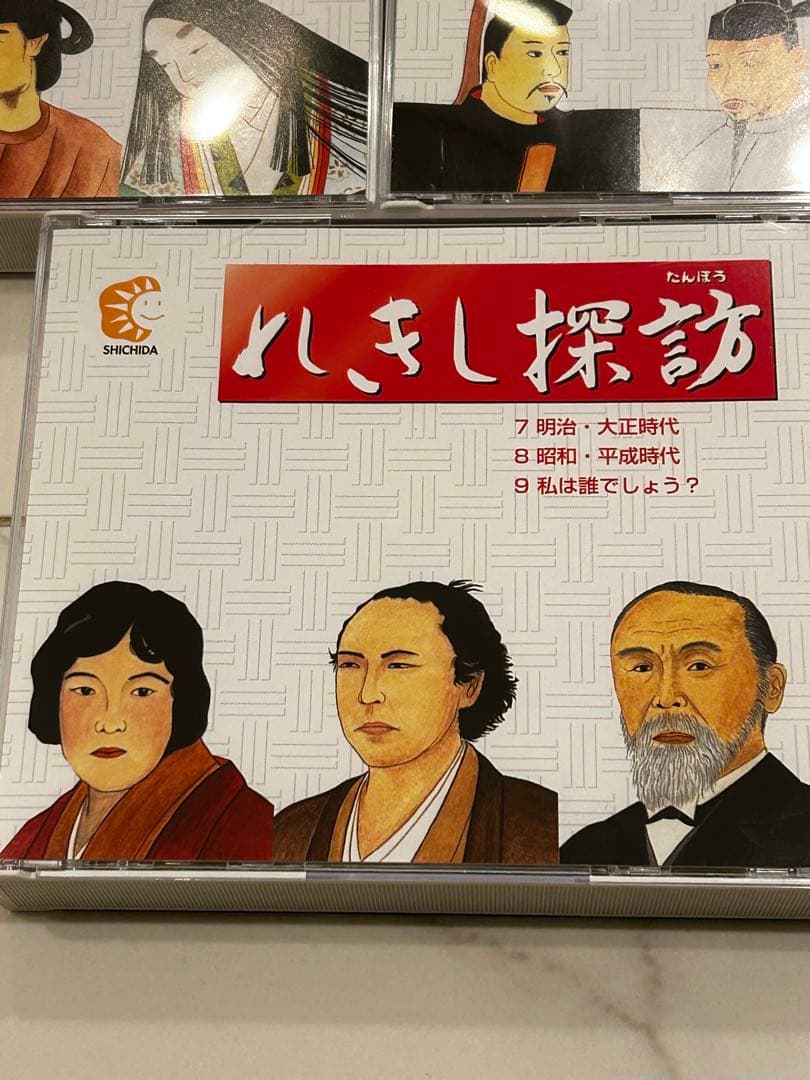 SHICHIDA
たんぼう
れきし探訪
7 明治・大正時代
8 昭和・平成時代
9 私は誰でしょう？